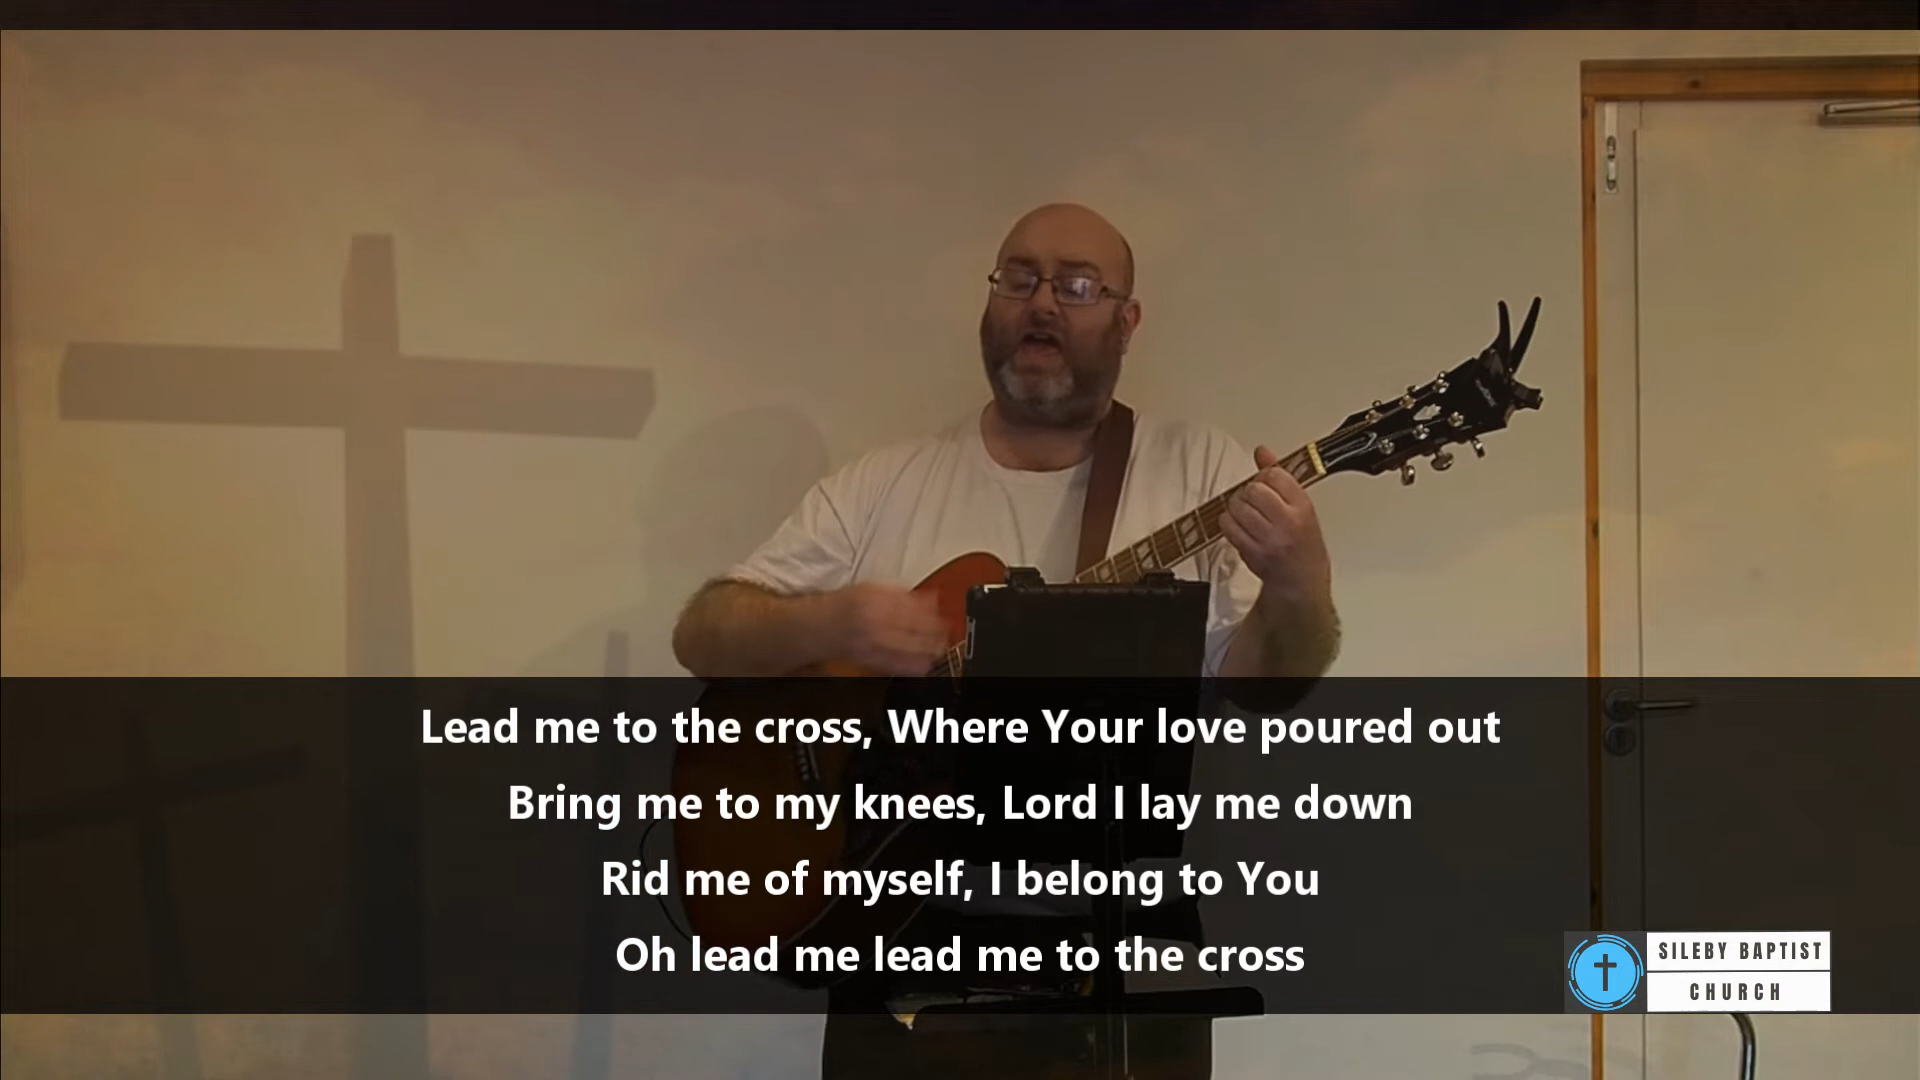 Lead me to the cross, Where Your love poured out
Bring me to my knees, Lord I lay me down
Rid me of myself, I belong to You
Oh lead me lead me to the cross
SILEBY BAPTIST
CHURCH